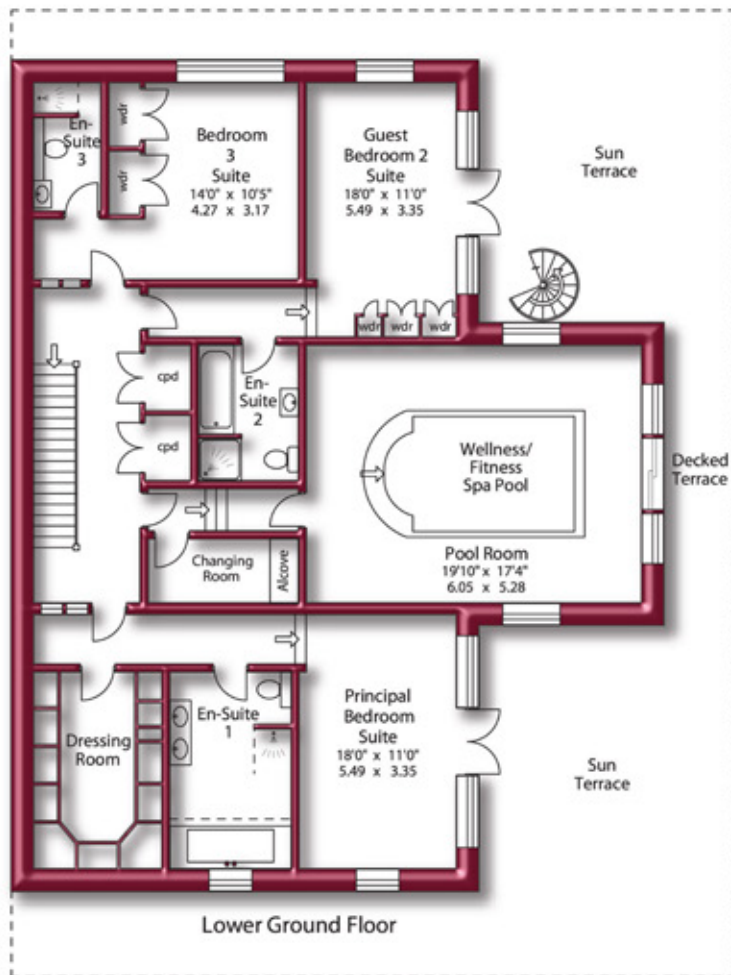 En-
Suite
3
wdr
wdr
Bedroom
3
Suite
14'0" x 10'5"
4.27 x 3.17
Guest
Bedroom 2
Suite
18'0" x 11'0"
5.49 x 3.35
Sun
Terrace
wdr
wdr
wdr
cpd
cpd
En-
Suite
2
Wellness/
Fitness
Spa Pool
Decked
Terrace
Pool Room
19'10" x 17'4"
6.05 x 5.28
Changing
Room
Alcove
Dressing
Room
En-Suite
1
Principal
Bedroom
Suite
18'0" x 11'0"
5.49 x 3.35
Sun
Terrace
Lower Ground Floor